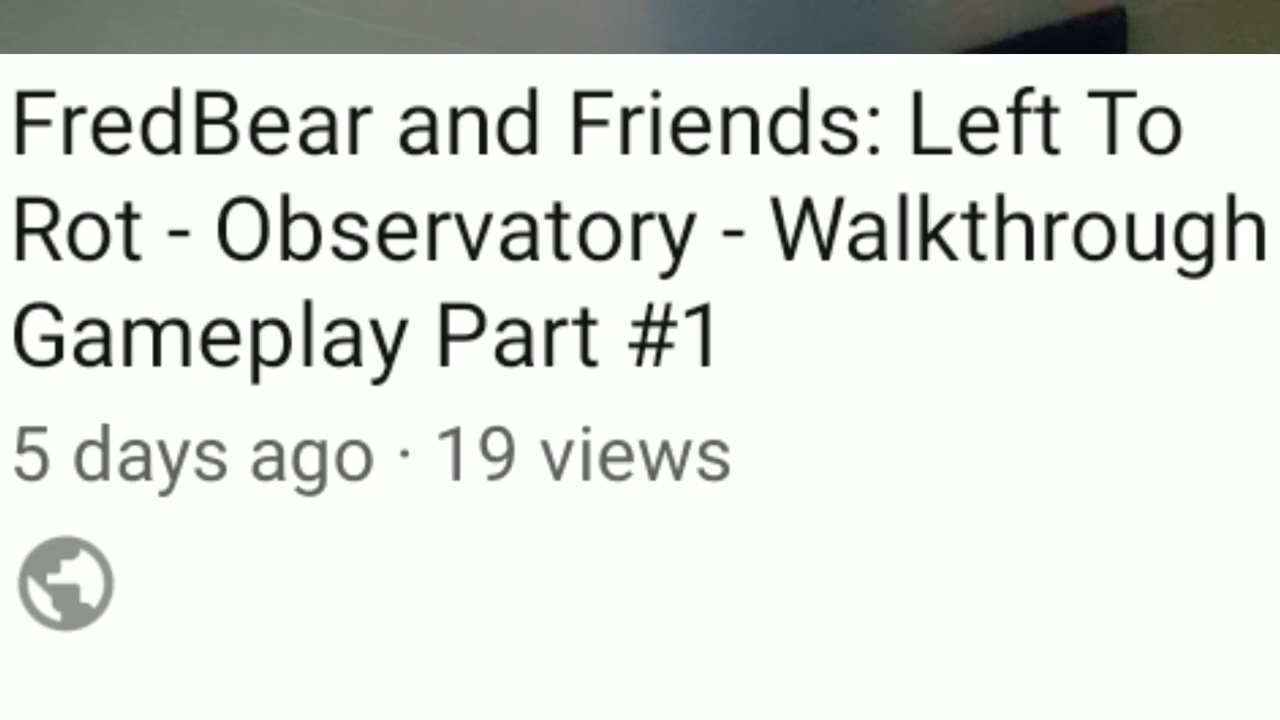 FredBear and Friends: Left To
Rot - Observatory - Walkthrough
Gameplay Part #1
5 days ago · 19 views